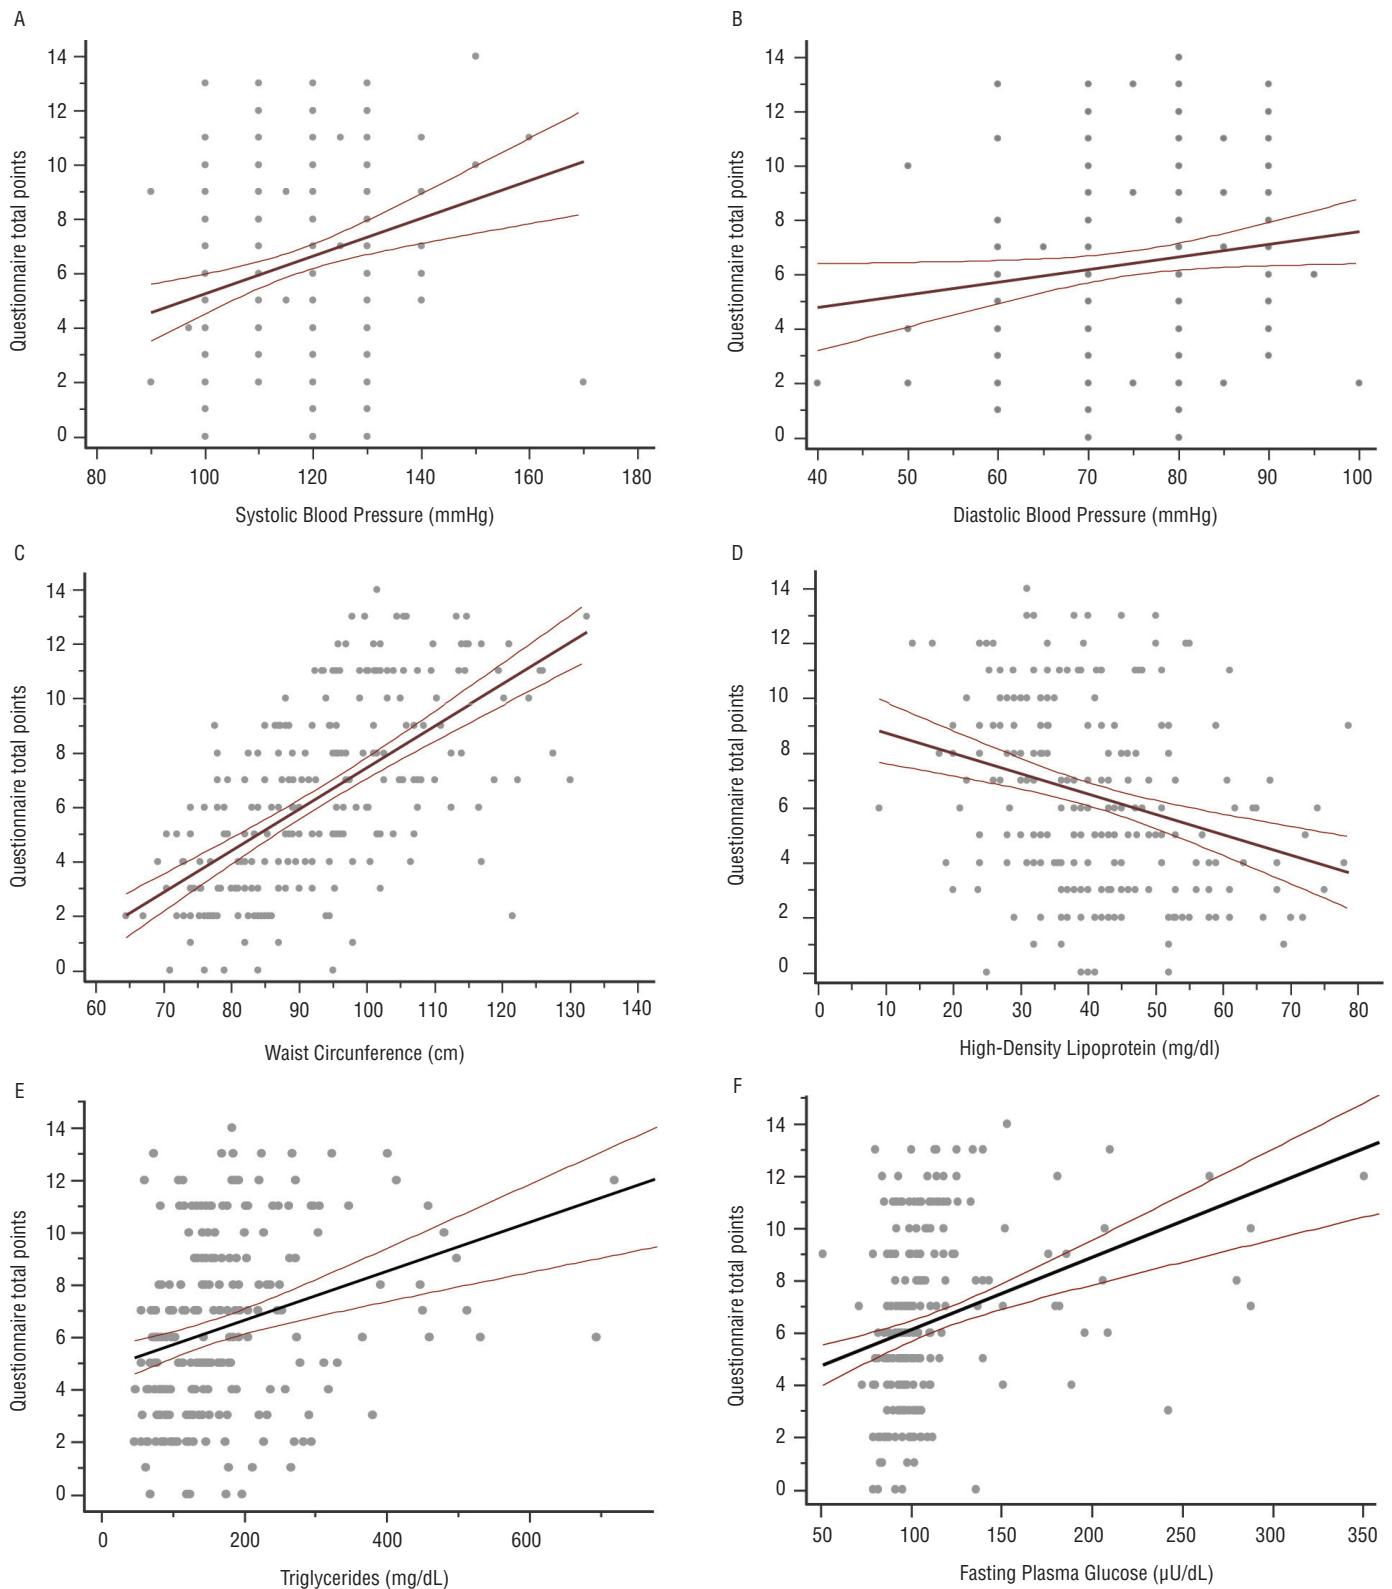 A
14
12
10
8
6
4
2
0
Questionnaire total points
80 100 120 140 160 180
Systolic Blood Pressure (mmHg)
B
14
12
10
8
6
4
2
0
Questionnaire total points
40 50 60 70 80 90 100
Diastolic Blood Pressure (mmHg)
C
14
12
10
8
6
4
2
0
Questionnaire total points
60 70 80 90 100 110 120 130 140
Waist Circunference (cm)
D
14
12
10
8
6
4
2
0
Questionnaire total points
0 10 20 30 40 50 60 70 80
High-Density Lipoprotein (mg/dl)
E
14
12
10
8
6
4
2
0
Questionnaire total points
0 200 400 600
Triglycerides (mg/dL)
F
14
12
10
8
6
4
2
0
Questionnaire total points
50 100 150 200 250 300 350
Fasting Plasma Glucose (µU/dL)